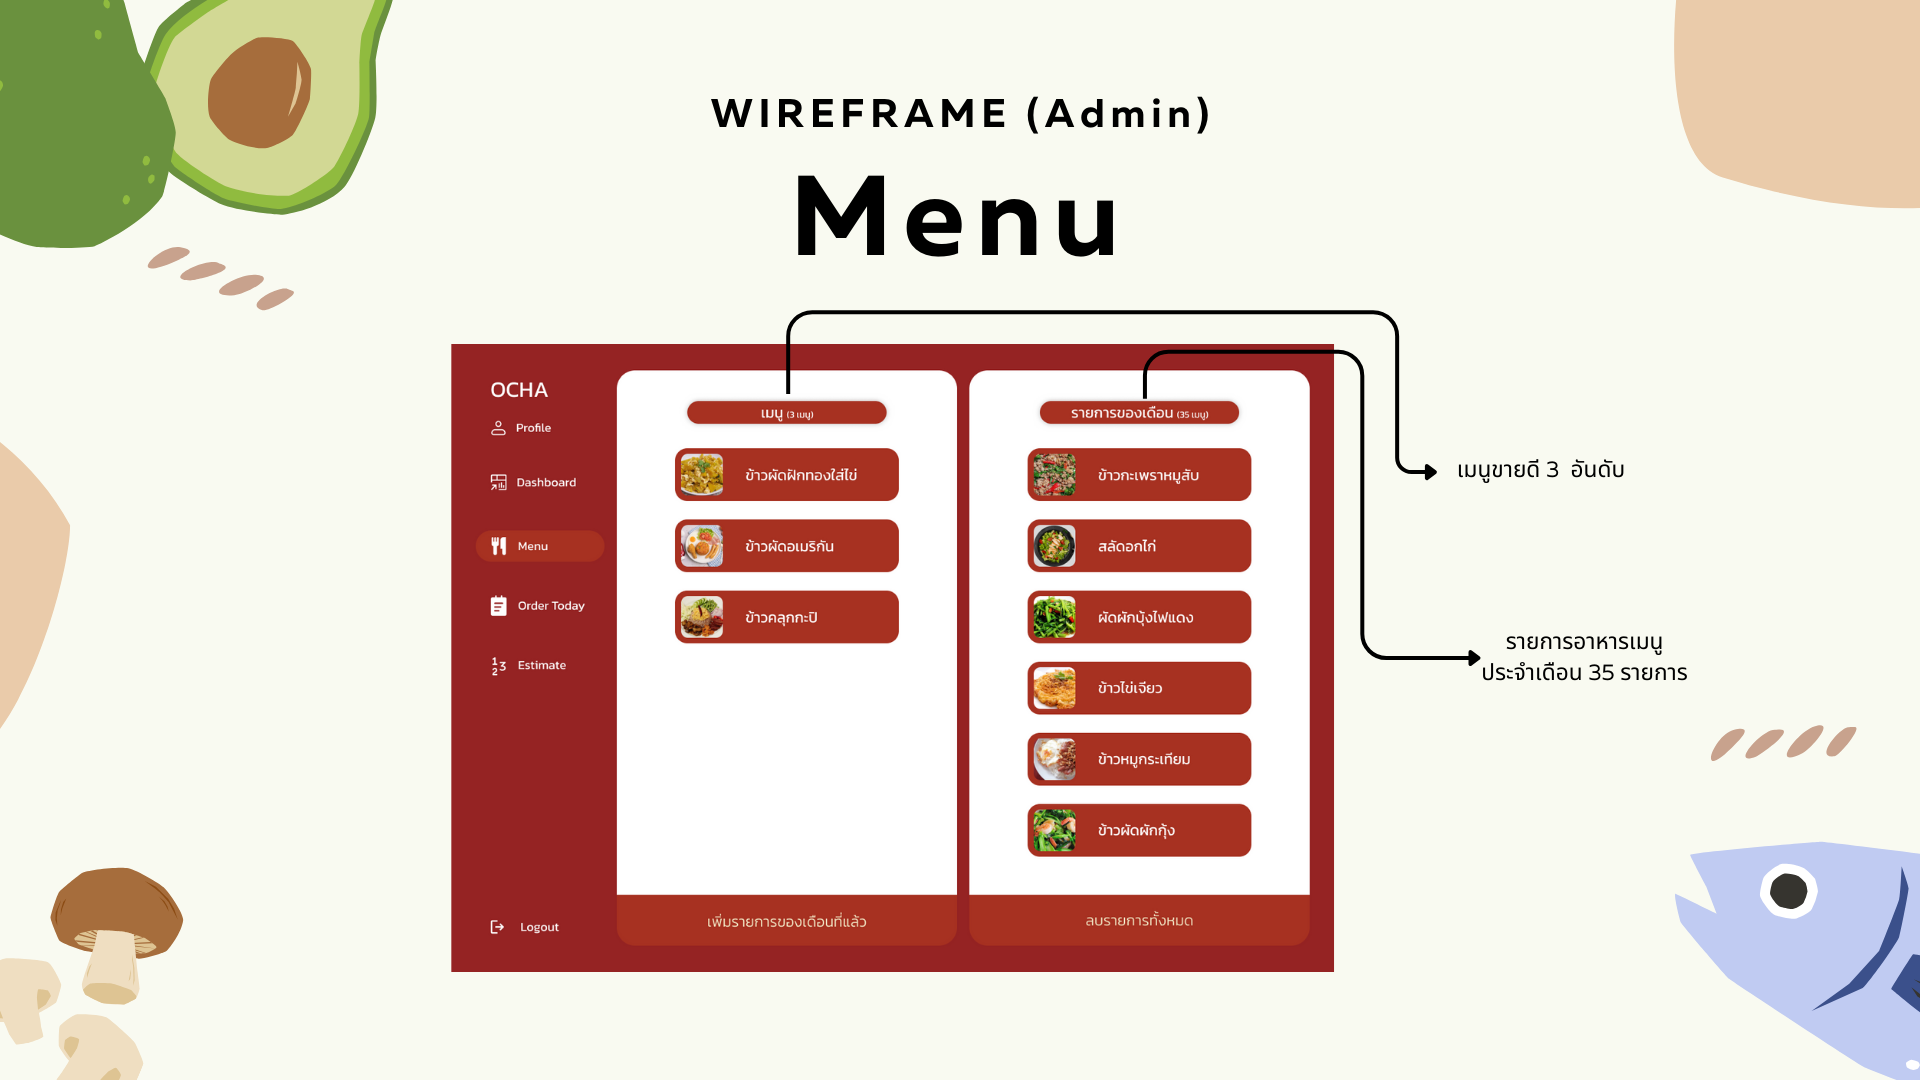 WIREFRAME (Admin)
Menu
OCHA
Profile
Dashboard
Menu
Order Today
Estimate
Logout
เมนู (3 เมนู)
ข้าวผัดฝักทองใส่ไข่
ข้าวผัดอเมริกัน
ข้าวคลุกกะปิ
เพิ่มรายการของเดือนที่แล้ว
รายการของเดือน (35 เมนู)
ข้าวกะเพราหมูสับ
สลัดอกไก่
ผัดผักบุ้งไฟแดง
ข้าวไข่เจียว
ข้าวหมูกระเทียม
ข้าวผัดผักกุ้ง
ลบรายการทั้งหมด
เมนูขายดี 3 อันดับ
รายการอาหารเมนู
ประจำเดือน 35 รายการ